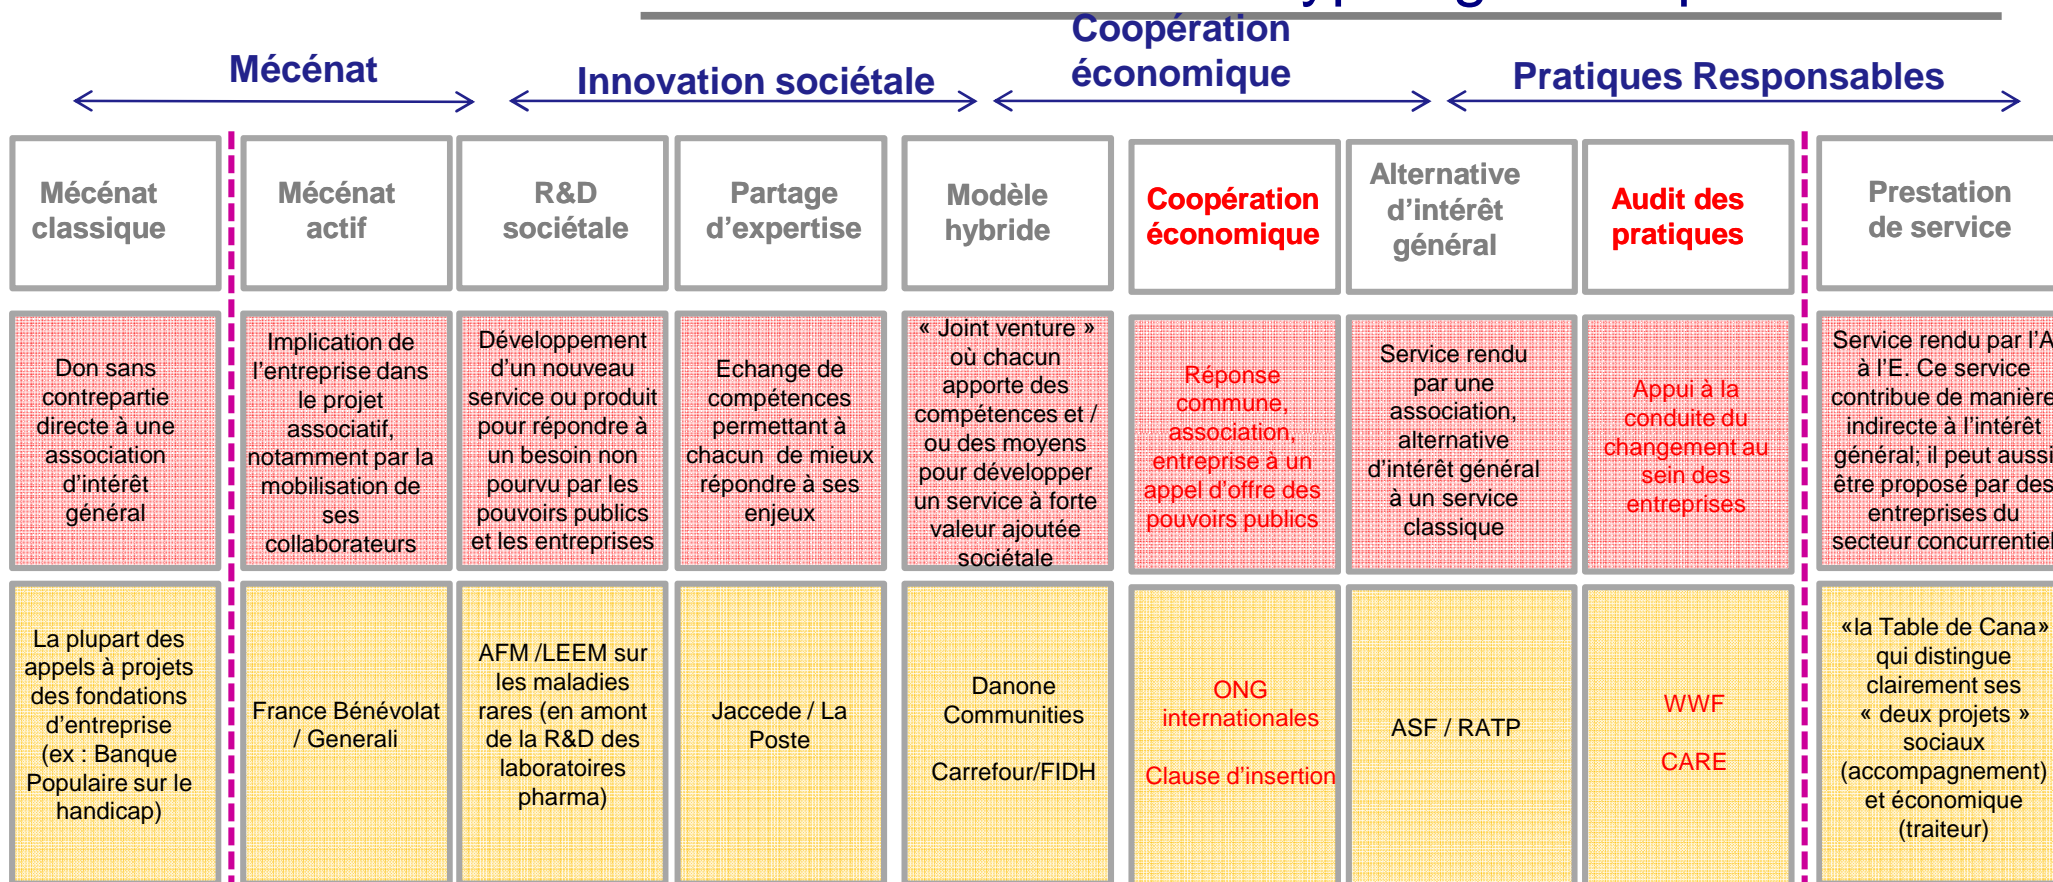 Coopération
économique
Mécénat
Innovation sociétale
Pratiques Responsables
Mécénat
classique
Mécénat
actif
R&D
sociétale
Partage
d’expertise
Modèle
hybride
Coopération
économique
Alternative
d’intérêt
général
Audit des
pratiques
Prestation
de service
Don sans
contrepartie
directe à une
association
d’intérêt
général
Implication de
l’entreprise dans
le projet
associatif,
notamment par la
mobilisation de
ses
collaborateurs
Développement
d’un nouveau
service ou produit
pour répondre à
un besoin non
pourvu par les
pouvoirs publics
et les entreprises
Echange de
compétences
permettant à
chacun de mieux
répondre à ses
enjeux
« Joint venture »
où chacun
apporte des
compétences et /
ou des moyens
pour développer
un service à forte
valeur ajoutée
sociétale
Réponse
commune,
association,
entreprise à un
appel d’offre des
pouvoirs publics
Service rendu
par une
association,
alternative
d’intérêt général
à un service
classique
Appui à la
conduite du
changement au
sein des
entreprises
Service rendu par l’A
à l’E. Ce service
contribue de manière
indirecte à l’intérêt
général; il peut aussi
être proposé par des
entreprises du
secteur concurrentiel
La plupart des
appels à projets
des fondations
d’entreprise
(ex : Banque
Populaire sur le
handicap)
France Bénévolat
/ Generali
AFM /LEEM sur
les maladies
rares (en amont
de la R&D des
laboratoires
pharma)
Jaccede / La
Poste
Danone
Communities
Carrefour/FIDH
ONG
internationales
Clause d’insertion
ASF / RATP
WWF
CARE
«la Table de Cana»
qui distingue
clairement ses
« deux projets »
sociaux
(accompagnement)
et économique
(traiteur)